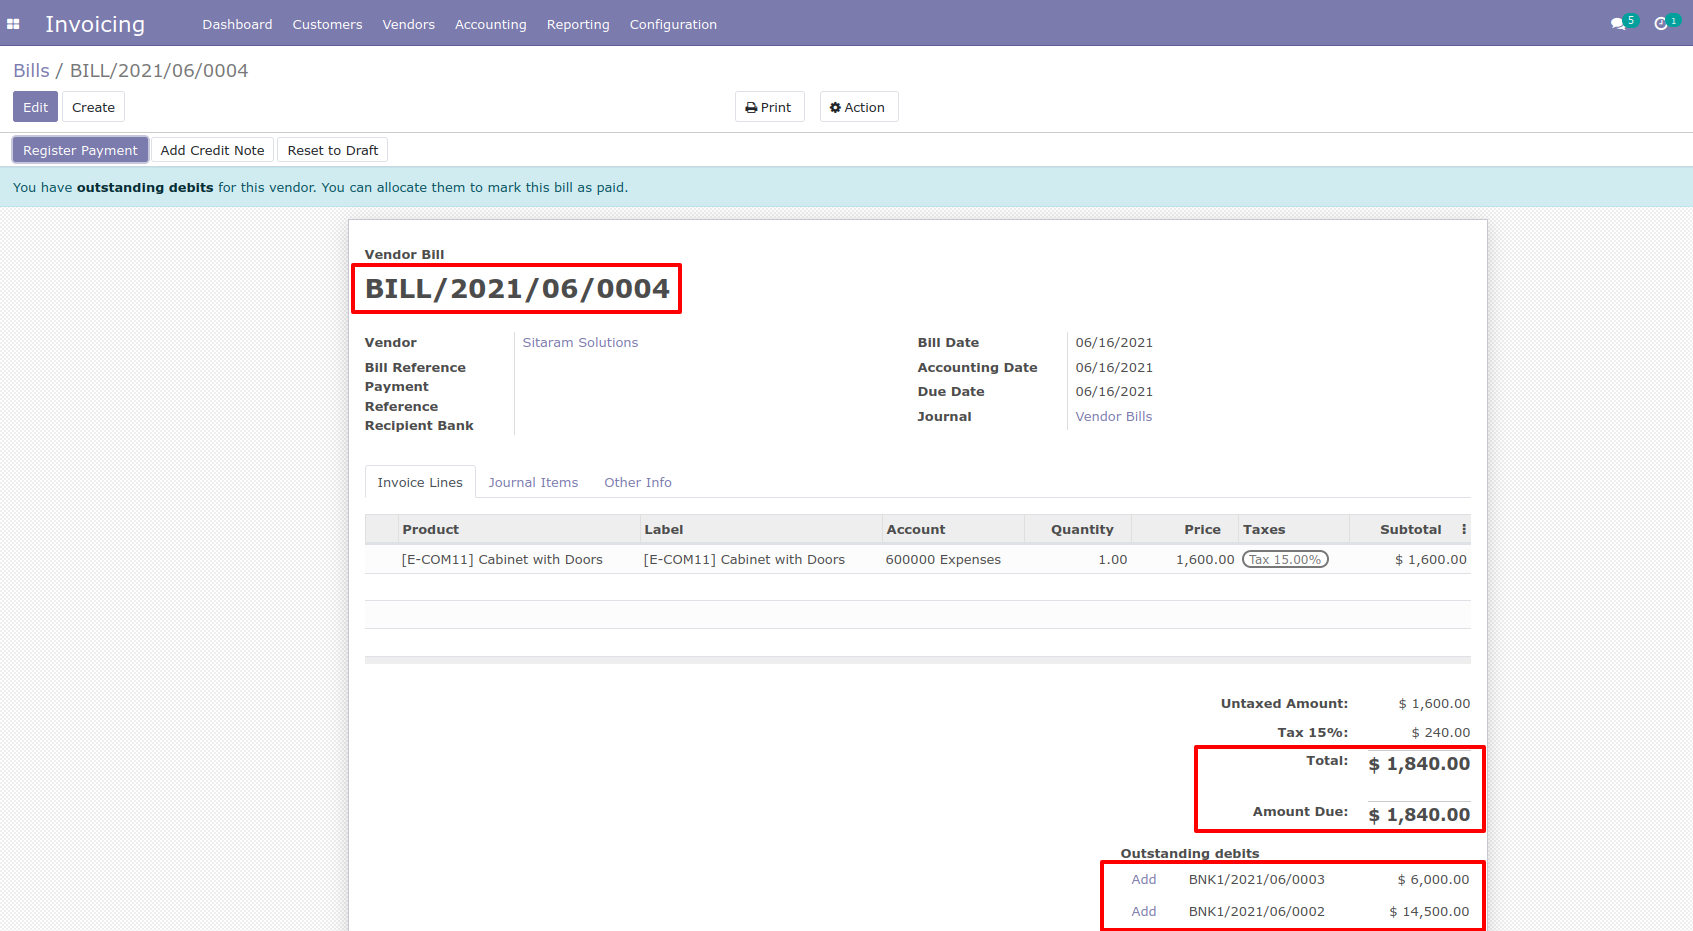 Invoicing Dashboard Customers Vendors Accounting Reporting Configuration 5 1
Bills / BILL/2021/06/0004
Edit Create Print Action
Register Payment Add Credit Note Reset to Draft
You have outstanding debits for this vendor. You can allocate them to mark this bill as paid.
Vendor Bill
BILL/2021/06/0004
Vendor Sitaram Solutions
Bill Reference
Payment
Reference
Recipient Bank
Bill Date 06/16/2021
Accounting Date 06/16/2021
Due Date 06/16/2021
Journal Vendor Bills
Invoice Lines Journal Items Other Info
Product Label Account Quantity Price Taxes Subtotal
[E-COM11] Cabinet with Doors [E-COM11] Cabinet with Doors 600000 Expenses 1.00 1,600.00 Tax 15.00% $ 1,600.00
Untaxed Amount: $ 1,600.00
Tax 15%: $ 240.00
Total: $ 1,840.00
Amount Due: $ 1,840.00
Outstanding debits
Add BNK1/2021/06/0003 $ 6,000.00
Add BNK1/2021/06/0002 $ 14,500.00